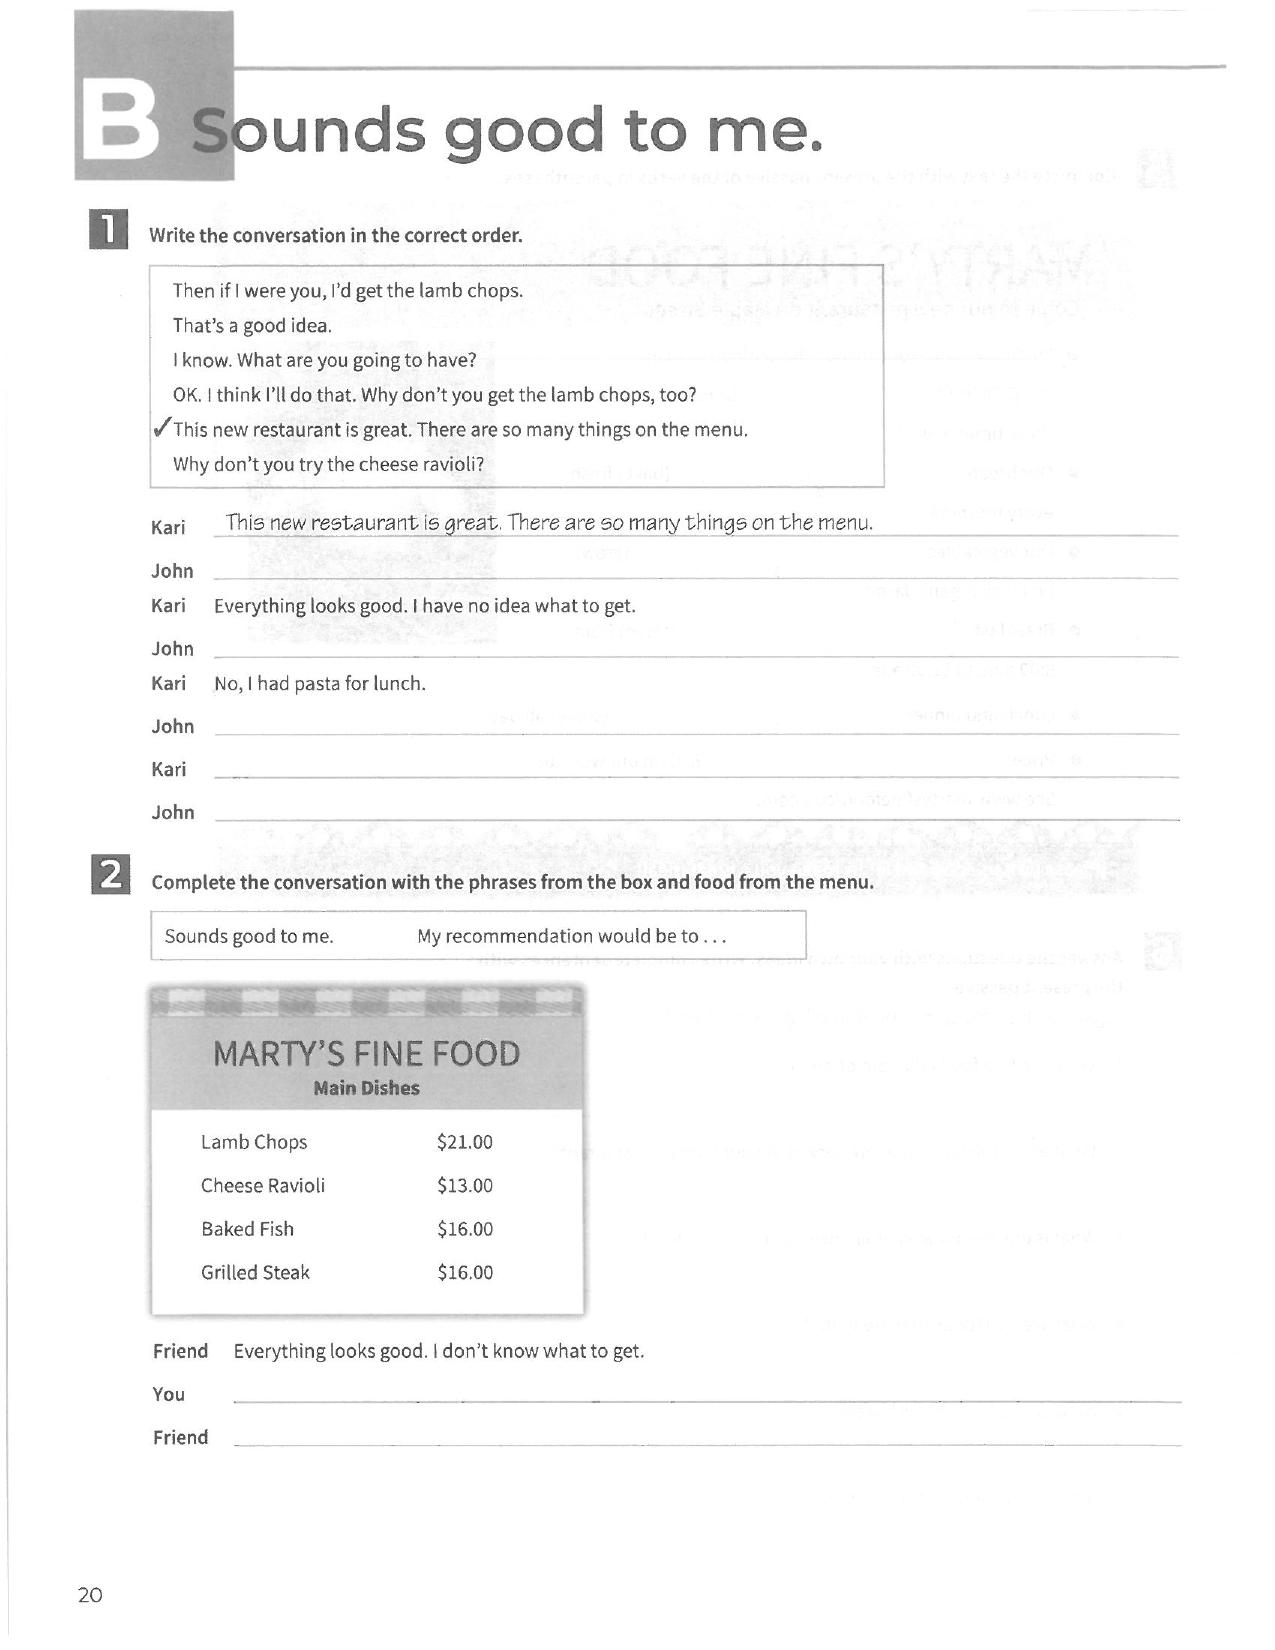 B Sounds good to me.
1 Write the conversation in the correct order.
Then if I were you, I'd get the lamb chops.
That's a good idea.
I know. What are you going to have?
OK. I think I'll do that. Why don't you get the lamb chops, too?
✓This new restaurant is great. There are so many things on the menu.
Why don't you try the cheese ravioli?
Kari This new restaurant is great. There are so many things on the menu.
John
Kari Everything looks good. I have no idea what to get.
John
Kari No, I had pasta for lunch.
John
Kari
John
2 Complete the conversation with the phrases from the box and food from the menu.
Sounds good to me. My recommendation would be to . . .
MARTY'S FINE FOOD
Main Dishes
Lamb Chops $21.00
Cheese Ravioli $13.00
Baked Fish $16.00
Grilled Steak $16.00
Friend Everything looks good. I don't know what to get.
You
Friend
20